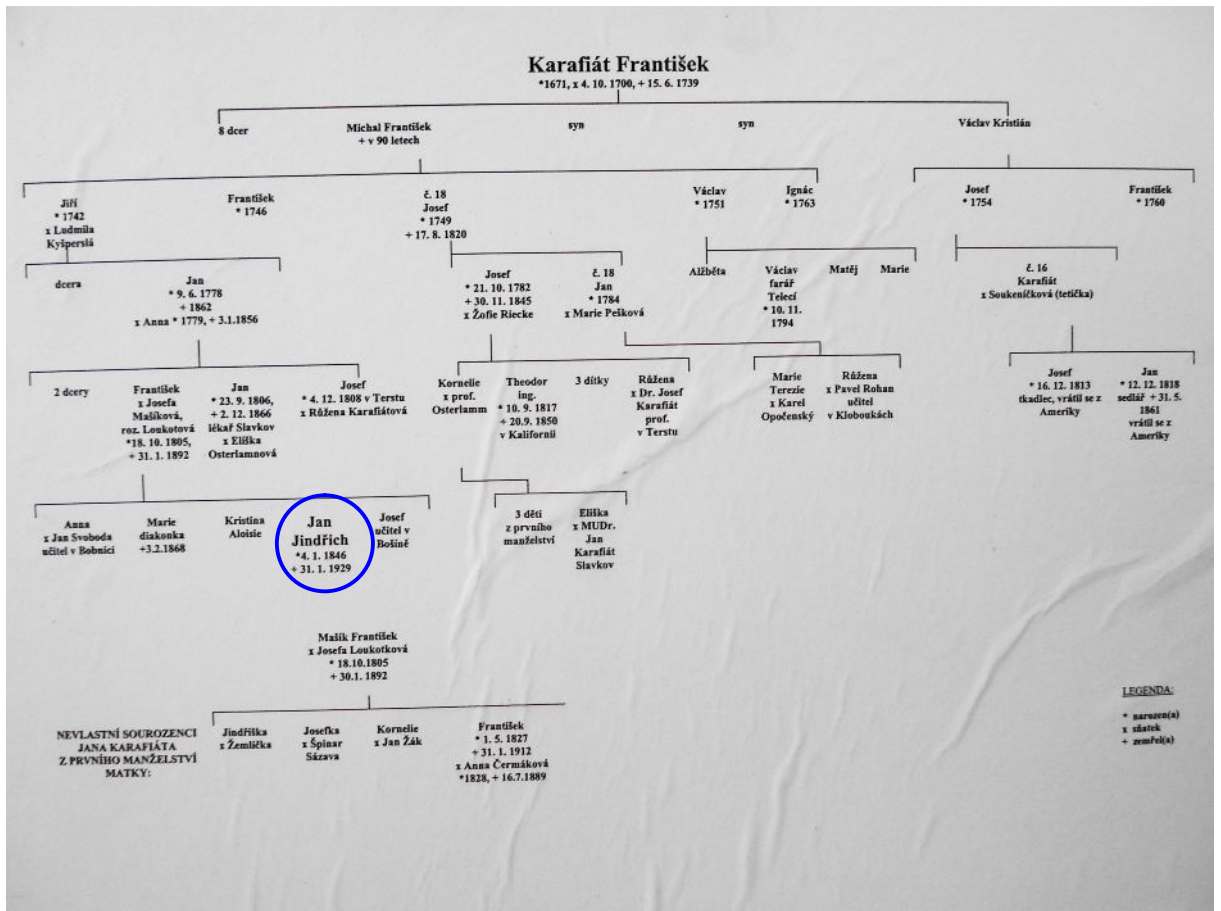 Karafiát František
*1671, x 4. 10. 1700, + 15. 6. 1739
8 dcer
Michal František
+ v 90 letech
syn
syn
Václav Kristián
Jiří
* 1742
x Ludmila
Kyšperslá
František
* 1746
č. 18
Josef
* 1749
+ 17. 8. 1820
Václav
* 1751
Ignác
* 1763
Josef
* 1754
František
* 1760
dcera
Jan
* 9. 6. 1778
+ 1862
x Anna * 1779, + 3.1.1856
Josef
* 21. 10. 1782
+ 30. 11. 1845
x Žofie Riecke
č. 18
Jan
* 1784
x Marie Pešková
Alžběta
Václav
farář
Telecí
* 10. 11.
1794
Matěj
Marie
č. 16
Karafiát
x Soukeníčková (tetička)
2 dcery
František
x Josefa
Mašíková,
roz. Loukotová
*18. 10. 1805,
+ 31. 1. 1892
Jan
* 23. 9. 1806,
+ 2. 12. 1866
lékař Slavkov
x Eliška
Osterlamnová
Josef
* 4. 12. 1808 v Terstu
x Růžena Karafiátová
Kornelie
x prof.
Osterlamm
Theodor
ing.
* 10. 9. 1817
+ 20.9. 1850
v Kalifornii
3 dítky
Růžena
x Dr. Josef
Karafiát
prof.
v Terstu
Marie
Terezie
x Karel
Opočenský
Růžena
x Pavel Rohan
učitel
v Kloboukách
Josef
* 16. 12. 1813
tkadlec, vrátil se z
Ameriky
Jan
* 12. 12. 1818
sedlář + 31. 5.
1861
vrátil se z
Ameriky
Anna
x Jan Svoboda
učitel v Bobnici
Marie
diakonka
+3.2.1868
Kristina
Aloisie
Jan
Jindřich
*4. 1. 1846
+ 31. 1. 1929
Josef
učitel v
Bošíně
3 děti
z prvního
manželství
Eliška
x MUDr.
Jan
Karafiát
Slavkov
Mašík František
x Josefa Loukotková
* 18.10.1805
+ 30.1. 1892
NEVLASTNÍ SOUROZENCI
JANA KARAFIÁTA
Z PRVNÍHO MANŽELSTVÍ
MATKY:
Jindřiška
x Žemlička
Josefka
x Špinar
Sázava
Kornelie
x Jan Žák
František
* 1. 5. 1827
+ 31. 1. 1912
x Anna Čermáková
*1828, + 16.7.1889
LEGENDA:
* narozen(a)
x sňatek
+ zemřel(a)